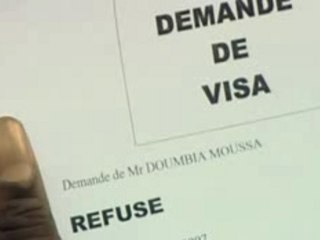 DEMANDE
DE
VISA
Demande de Mr DOUMBIA MOUSSA
REFUSE